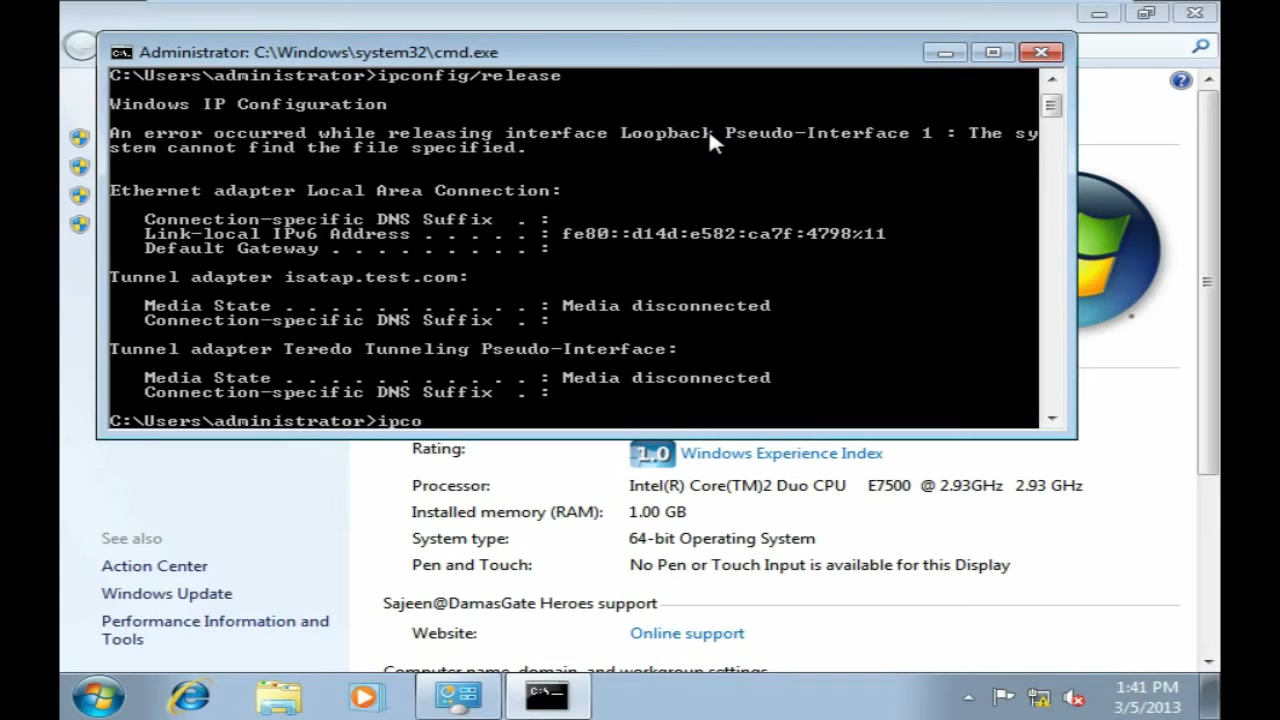 Administrator: C:\Windows\system32\cmd.exe
C:\Users\administrator>ipconfig/release
Windows IP Configuration
An error occurred while releasing interface Loopback Pseudo-Interface 1 : The sy
stem cannot find the file specified.
Ethernet adapter Local Area Connection:
Connection-specific DNS Suffix  . :
Link-local IPv6 Address . . . . . : fe80::d14d:e582:ca7f:4798%11
Default Gateway . . . . . . . . . :
Tunnel adapter isatap.test.com:
Media State . . . . . . . . . . . : Media disconnected
Connection-specific DNS Suffix  . :
Tunnel adapter Teredo Tunneling Pseudo-Interface:
Media State . . . . . . . . . . . : Media disconnected
Connection-specific DNS Suffix  . :
C:\Users\administrator>ipco
Rating: 1.0 Windows Experience Index
Processor: Intel(R) Core(TM)2 Duo CPU E7500 @ 2.93GHz 2.93 GHz
Installed memory (RAM): 1.00 GB
System type: 64-bit Operating System
Pen and Touch: No Pen or Touch Input is available for this Display
Sajeen@DamasGate Heroes support
Website: Online support
Computer name, domain, and workgroup settings
See also
Action Center
Windows Update
Performance Information and
Tools
1:41 PM
3/5/2013